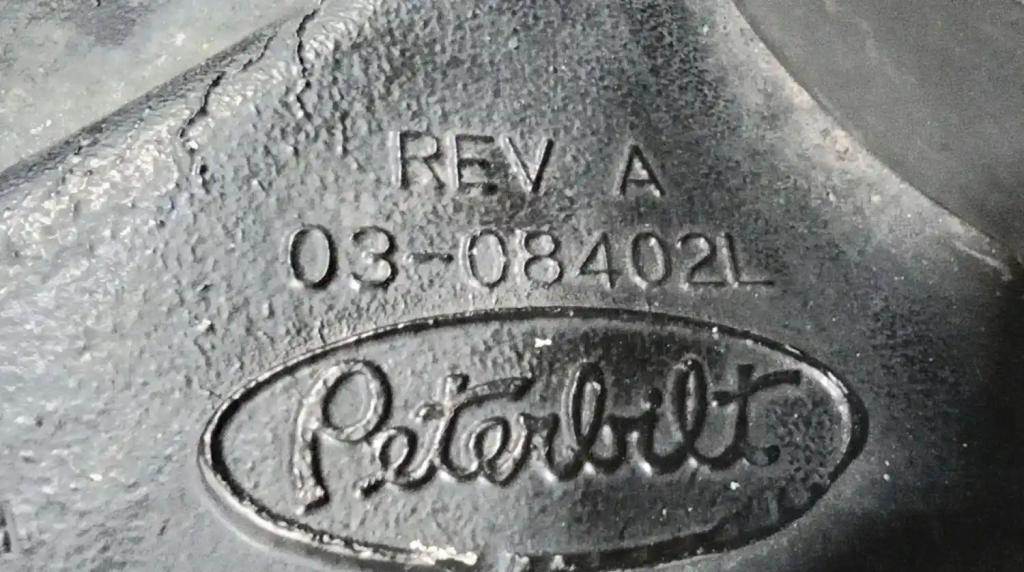 REV A
03-08402L
Peterbilt